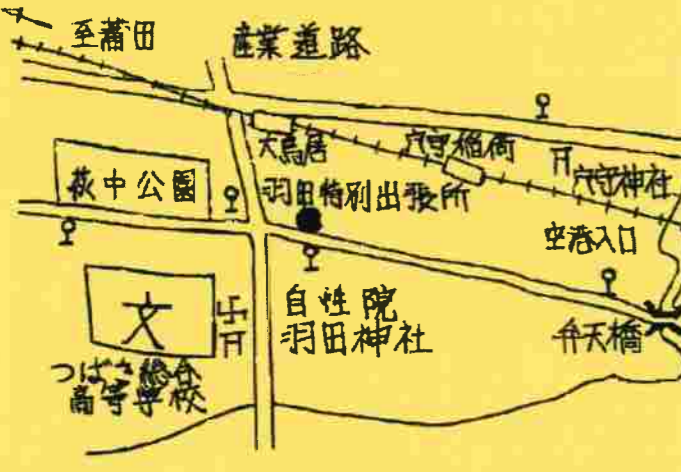 至蒲田
産業道路
大鳥居
穴守稲荷
穴守神社
萩中公園
羽田特別出張所
空港入口
文
自性院
羽田神社
弁天橋
つばさ総合
高等学校